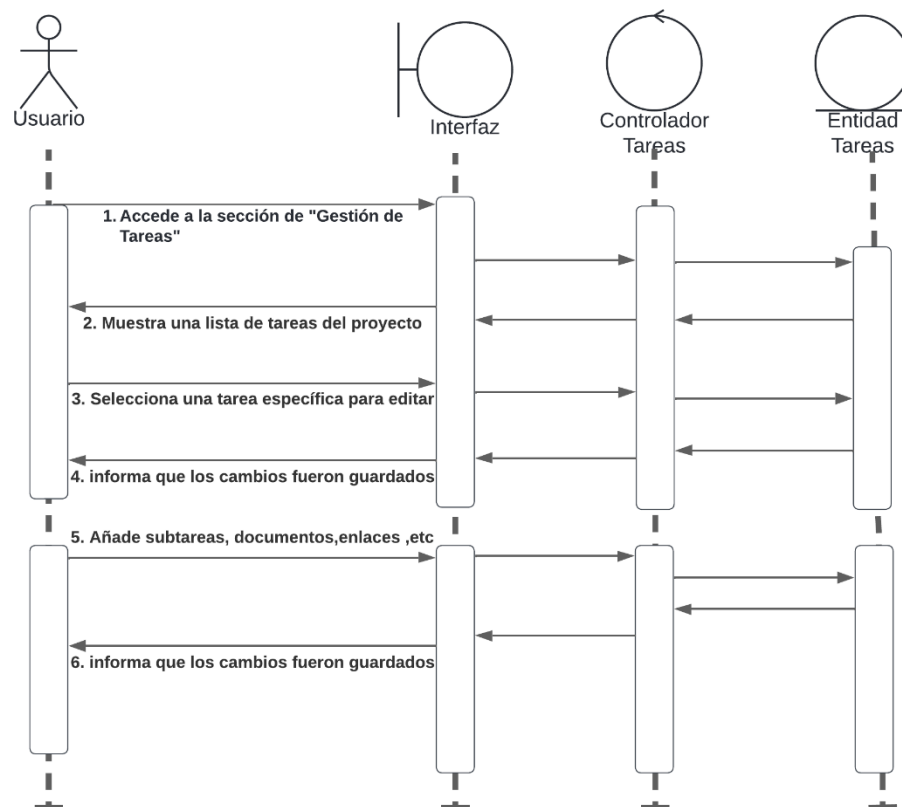 Usuario
Interfaz
Controlador
Tareas
Entidad
Tareas
1. Accede a la sección de "Gestión de
Tareas"
2. Muestra una lista de tareas del proyecto
3. Selecciona una tarea específica para editar
4. informa que los cambios fueron guardados
5. Añade subtareas, documentos,enlaces ,etc
6. informa que los cambios fueron guardados